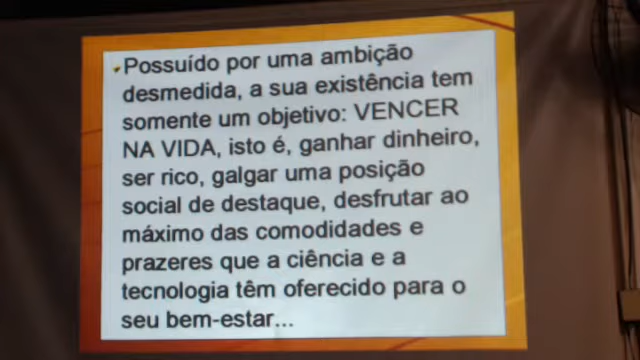 Possuído por uma ambição
desmedida, a sua existência tem
somente um objetivo: VENCER
NA VIDA, isto é, ganhar dinheiro,
ser rico, galgar uma posição
social de destaque, desfrutar ao
máximo das comodidades e
prazeres que a ciência e a
tecnologia têm oferecido para o
seu bem-estar...